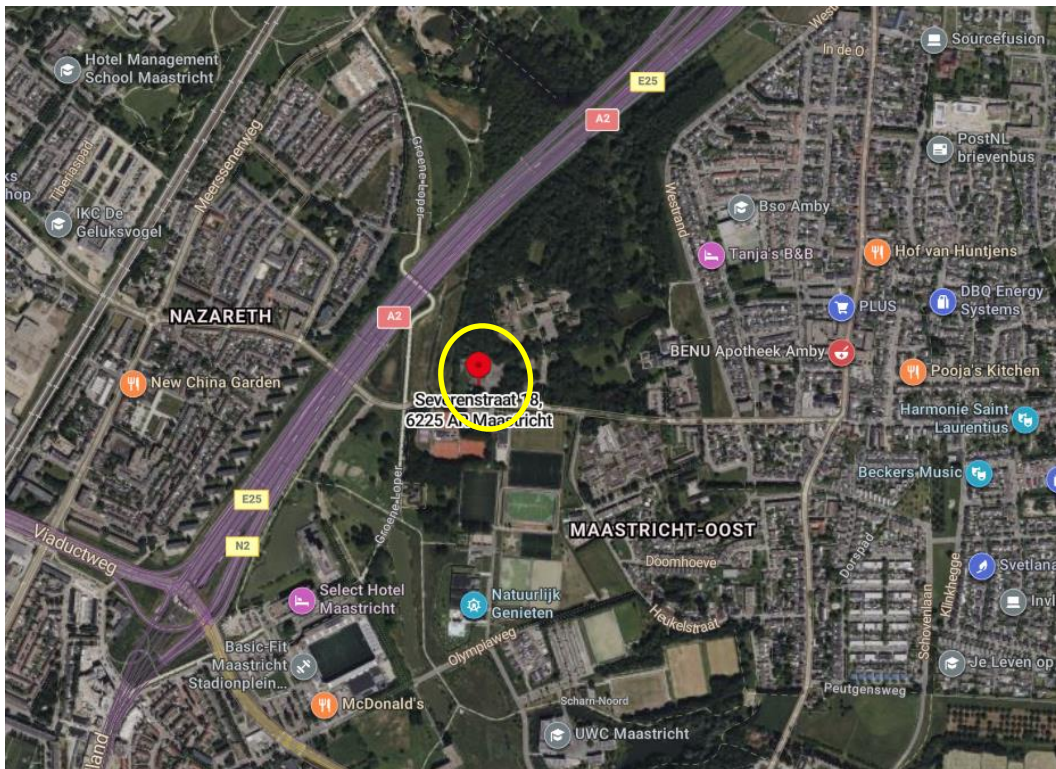 Hotel Management
School Maastricht
Sourcefusion
In de O
E25
A2
PostNL
brievenbus
Tiberiaspad
Meerssenerweg
Groene-Loper
hop
IKC De
Geluksvogel
Westrand
Bso Amby
Tanja's B&B
Hof van Huntjens
DBQ Energy
Systems
NAZARETH
A2
PLUS
BENU Apotheek Amby
New China Garden
Pooja's Kitchen
Severenstraat 18,
6225 AR Maastricht
Harmonie Saint
Laurentius
Beckers Music
Groene-Loper
E25
N2
MAASTRICHT-OOST
Viaductweg
Doornhoeve
Dorspad
Klinkhegge
Svetlana
Select Hotel
Maastricht
Natuurlijk
Genieten
Heukelstraat
Schovenlaan
Basic-Fit
Maastricht
Stadionplein...
Olympiaweg
Je Leven op
McDonald's
Scharn-Noord
Peutgensweg
UWC Maastricht